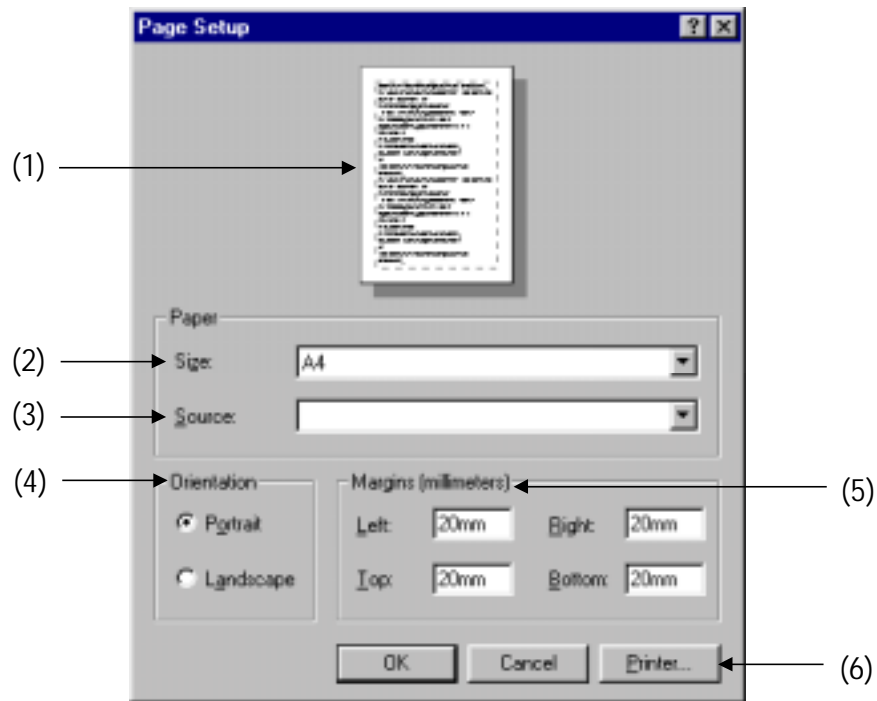 Page Setup
(1)
Paper
(2) Size: A4
(3) Source:
(4) Orientation Margins (millimeters) (5)
Portrait Left: 20mm Right: 20mm
Landscape Top: 20mm Bottom: 20mm
OK Cancel Printer... (6)